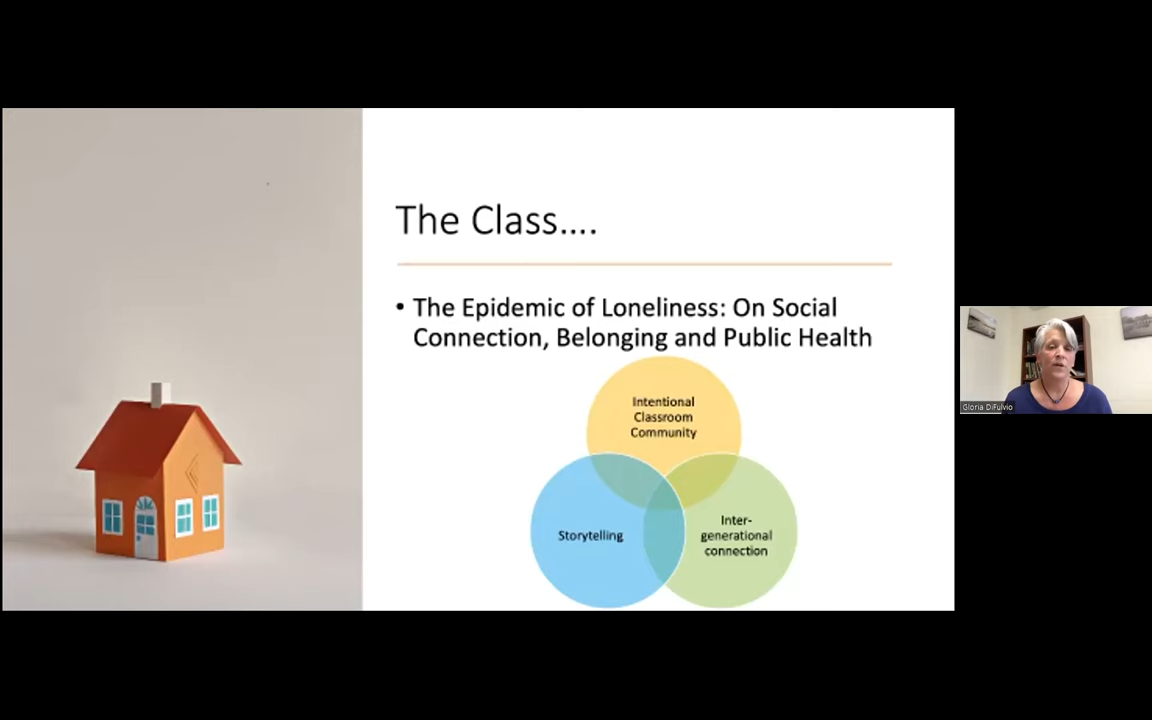 The Class....
• The Epidemic of Loneliness: On Social
Connection, Belonging and Public Health
Intentional
Classroom
Community
Storytelling
Inter-
generational
connection
Gloria DiFulvio